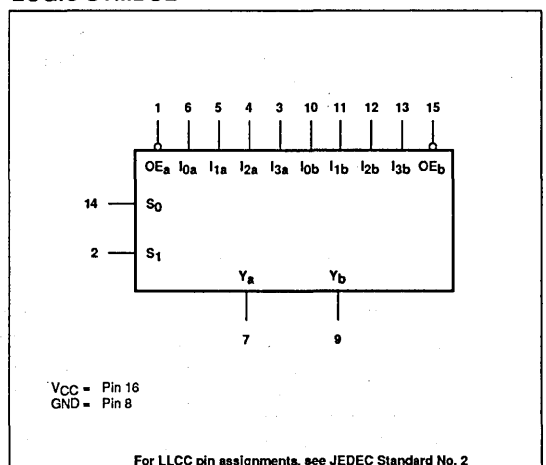 LOGIC SYMBOL
1 6 5 4 3 10 11 12 13 15
OEa I0a I1a I2a I3a I0b I1b I2b I3b OEb
14 S0
2 S1
Ya Yb
7 9
VCC = Pin 16
GND = Pin 8
For LLCC pin assignments, see JEDEC Standard No. 2